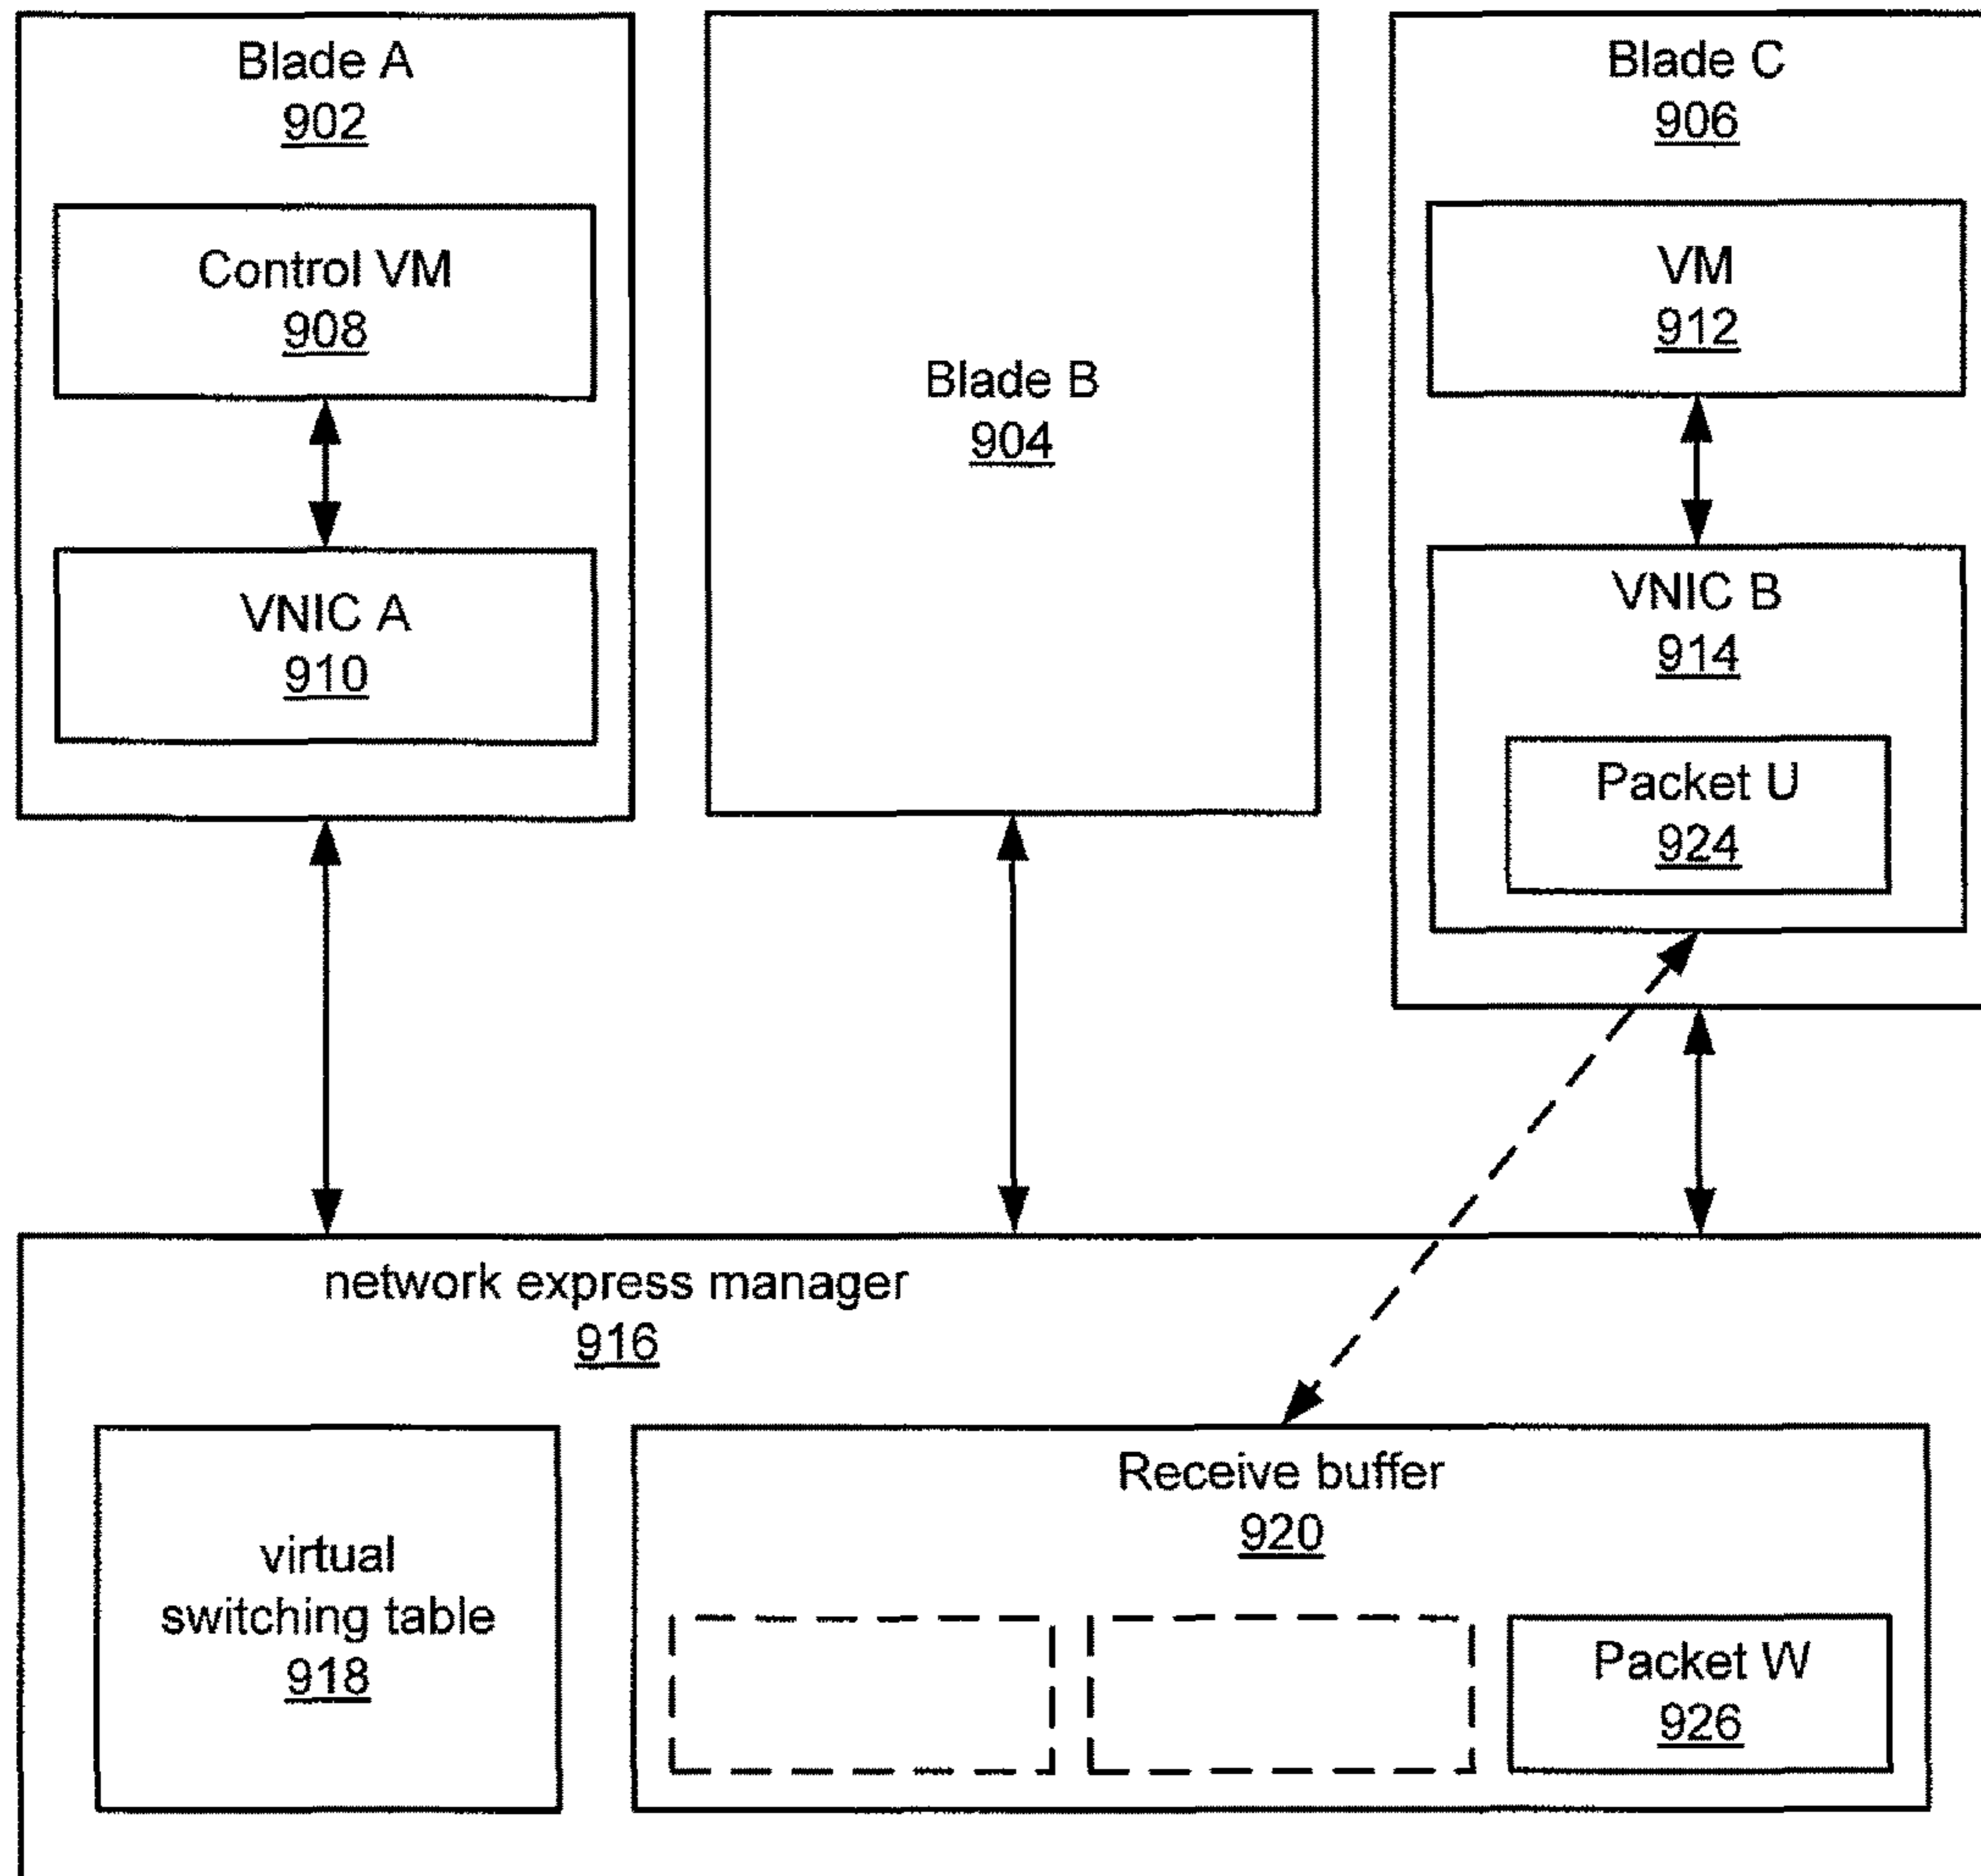 Blade A
902
Control VM
908
VNIC A
910
Blade B
904
Blade C
906
VM
912
VNIC B
914
Packet U
924
network express manager
916
virtual
switching table
918
Receive buffer
920
Packet W
926